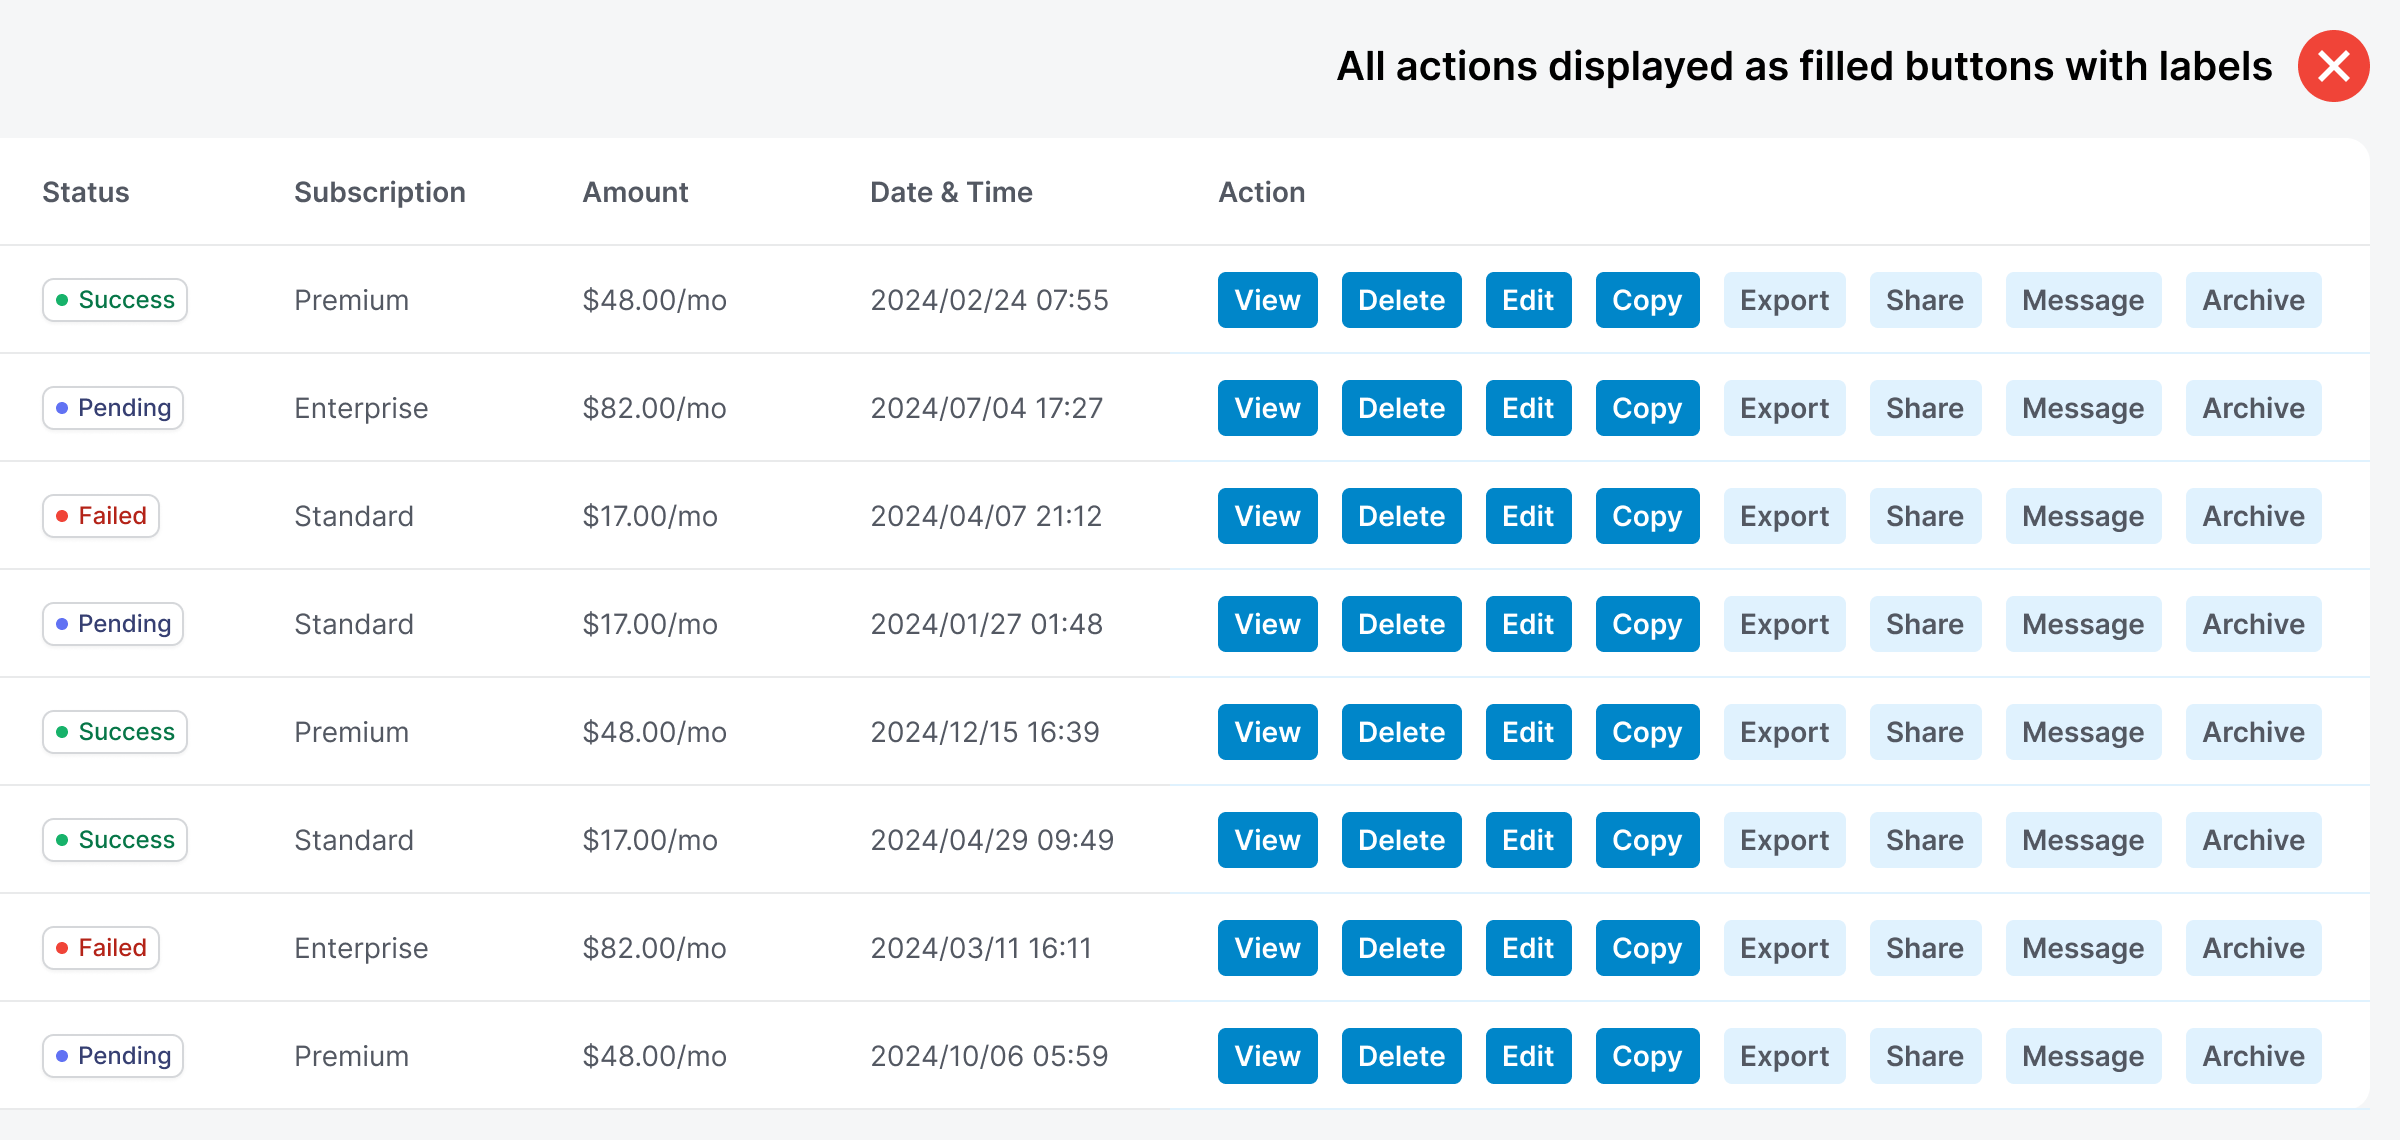 All actions displayed as filled buttons with labels
Status Subscription Amount Date & Time Action
Success Premium $48.00/mo 2024/02/24 07:55 View Delete Edit Copy Export Share Message Archive
Pending Enterprise $82.00/mo 2024/07/04 17:27 View Delete Edit Copy Export Share Message Archive
Failed Standard $17.00/mo 2024/04/07 21:12 View Delete Edit Copy Export Share Message Archive
Pending Standard $17.00/mo 2024/01/27 01:48 View Delete Edit Copy Export Share Message Archive
Success Premium $48.00/mo 2024/12/15 16:39 View Delete Edit Copy Export Share Message Archive
Success Standard $17.00/mo 2024/04/29 09:49 View Delete Edit Copy Export Share Message Archive
Failed Enterprise $82.00/mo 2024/03/11 16:11 View Delete Edit Copy Export Share Message Archive
Pending Premium $48.00/mo 2024/10/06 05:59 View Delete Edit Copy Export Share Message Archive